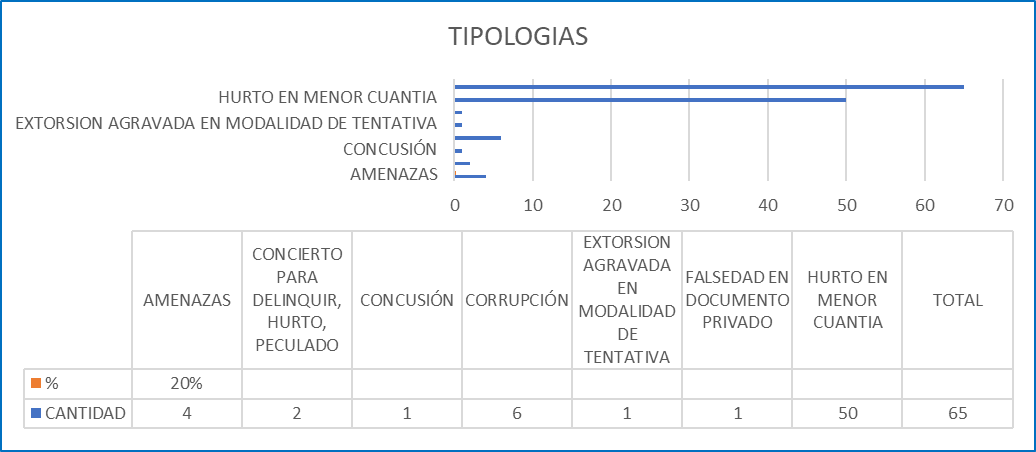 TIPOLOGIAS
HURTO EN MENOR CUANTIA
EXTORSION AGRAVADA EN MODALIDAD DE TENTATIVA
CONCUSIÓN
AMENAZAS
0 10 20 30 40 50 60 70
AMENAZAS
CONCIERTO
PARA
DELINQUIR,
HURTO,
PECULADO
CONCUSIÓN
CORRUPCIÓN
EXTORSION
AGRAVADA
EN
MODALIDAD
DE
TENTATIVA
FALSEDAD EN
DOCUMENTO
PRIVADO
HURTO EN
MENOR
CUANTIA
TOTAL
% 20%
CANTIDAD 4 2 1 6 1 1 50 65